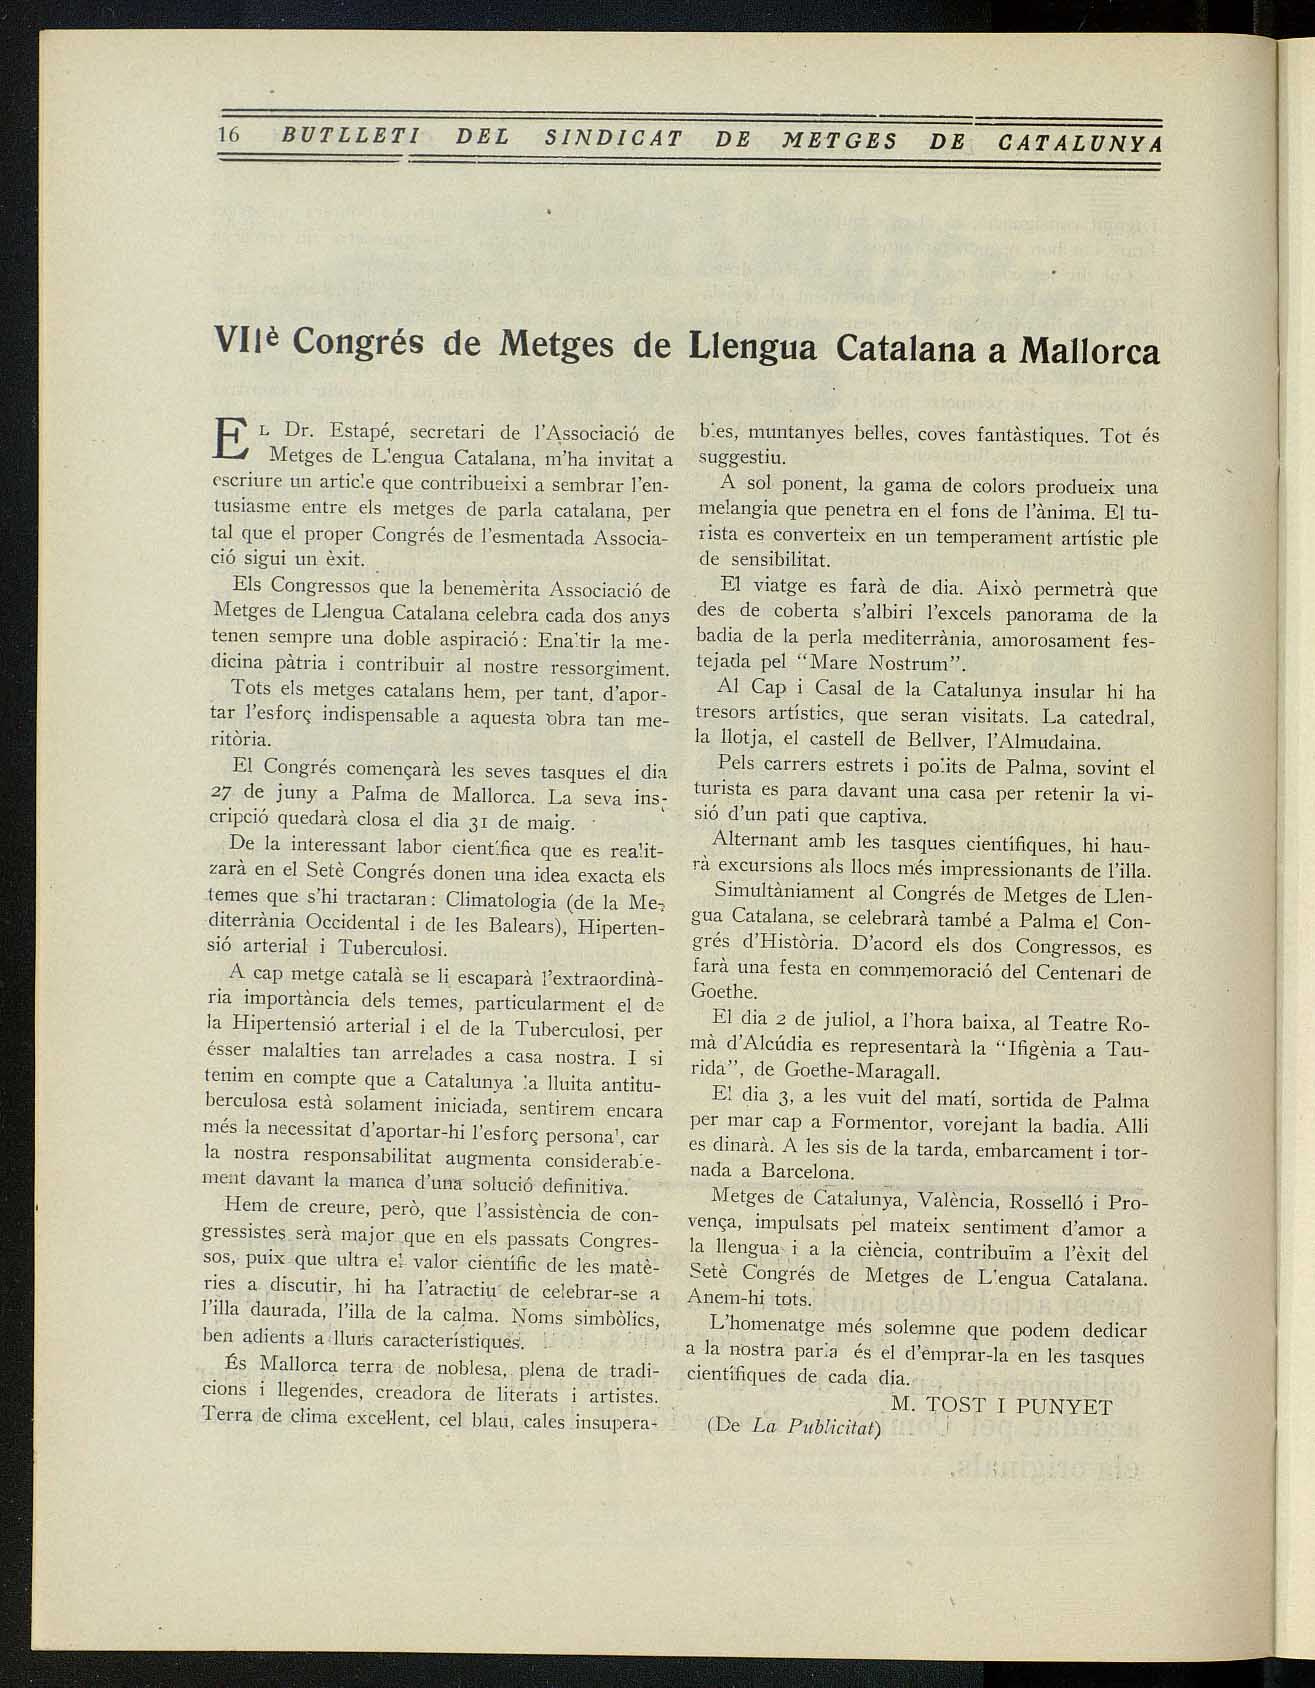 16 BUTLLETI DEL SINDICAT DE METGES DE CATALUNYA
VIIè Congrés de Metges de Llengua Catalana a Mallorca
EL Dr. Estapé, secretari de l'Associació de
Metges de Llengua Catalana, m'ha invitat a
escriure un article que contribueixi a sembrar l'en-
tusiasme entre els metges de parla catalana, per
tal que el proper Congrés de l'esmentada Associa-
ció sigui un èxit.
Els Congressos que la benemèrita Associació de
Metges de Llengua Catalana celebra cada dos anys
tenen sempre una doble aspiració: Enaltir la me-
dicina pàtria i contribuir al nostre ressorgiment.
Tots els metges catalans hem, per tant, d'apor-
tar l'esforç indispensable a aquesta obra tan me-
ritòria.
El Congrés començarà les seves tasques el dia
27 de juny a Palma de Mallorca. La seva ins-
cripció quedarà closa el dia 31 de maig.
De la interessant labor científica que es realit-
zarà en el Setè Congrés donen una idea exacta els
temes que s'hi tractaran: Climatologia (de la Me-
diterrània Occidental i de les Balears), Hiperten-
sió arterial i Tuberculosi.
A cap metge català se li escaparà l'extraordinà-
ria importància dels temes, particularment el de
la Hipertensió arterial i el de la Tuberculosi, per
ésser malalties tan arrelades a casa nostra. I si
tenim en compte que a Catalunya la lluita antitu-
berculosa està solament iniciada, sentirem encara
més la necessitat d'aportar-hi l'esforç personal, car
la nostra responsabilitat augmenta considerable-
ment davant la manca d'una solució definitiva.
Hem de creure, però, que l'assistència de con-
gressistes serà major que en els passats Congres-
sos, puix que ultra el valor científic de les matè-
ries a discutir, hi ha l'atractiu de celebrar-se a
l'illa daurada, l'illa de la calma. Noms simbòlics,
ben adients a llurs característiques.
És Mallorca terra de noblesa, plena de tradi-
cions i llegendes, creadora de literats i artistes.
Terra de clima excel·lent, cel blau, cales insupera-
bles, muntanyes belles, coves fantàstiques. Tot és
suggestiu.
A sol ponent, la gama de colors produeix una
melangia que penetra en el fons de l'ànima. El tu-
rista es converteix en un temperament artístic ple
de sensibilitat.
El viatge es farà de dia. Això permetrà que
des de coberta s'albiri l'excels panorama de la
badia de la perla mediterrània, amorosament fes-
tejada pel "Mare Nostrum".
Al Cap i Casal de la Catalunya insular hi ha
tresors artístics, que seran visitats. La catedral,
la llotja, el castell de Bellver, l'Almudaina.
Pels carrers estrets i polits de Palma, sovint el
turista es para davant una casa per retenir la vi-
sió d'un pati que captiva.
Alternant amb les tasques científiques, hi hau-
rà excursions als llocs més impressionants de l'illa.
Simultàniament al Congrés de Metges de Llen-
gua Catalana, se celebrarà també a Palma el Con-
grés d'Història. D'acord els dos Congressos, es
farà una festa en commemoració del Centenari de
Goethe.
El dia 2 de juliol, a l'hora baixa, al Teatre Ro-
mà d'Alcúdia es representarà la "Ifigènia a Tau-
rida", de Goethe-Maragall.
El dia 3, a les vuit del matí, sortida de Palma
per mar cap a Formentor, vorejant la badia. Allí
es dinarà. A les sis de la tarda, embarcament i tor-
nada a Barcelona.
Metges de Catalunya, València, Rosselló i Pro-
vença, impulsats pel mateix sentiment d'amor a
la llengua i a la ciència, contribuïm a l'èxit del
Setè Congrés de Metges de Llengua Catalana.
Anem-hi tots.
L'homenatge més solemne que podem dedicar
a la nostra parla és el d'emprar-la en les tasques
científiques de cada dia.
M. TOST I PUNYET
(De La Publicitat)